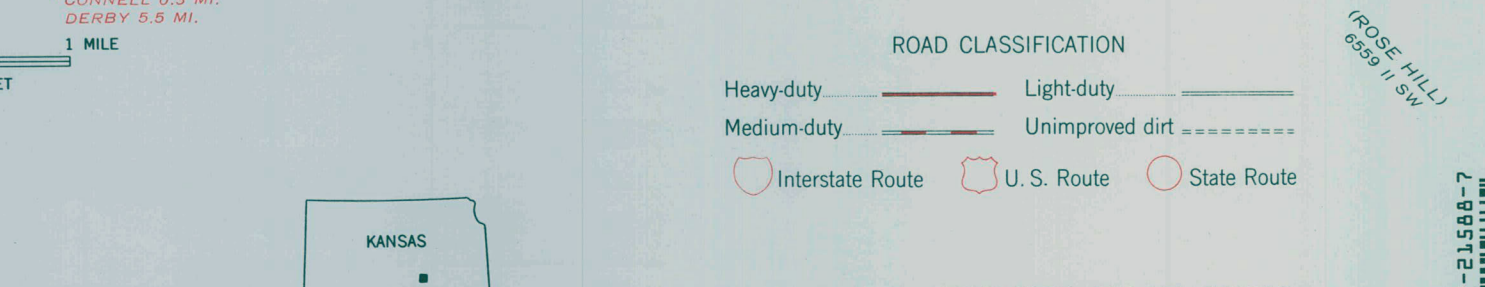 DERBY 5.5 MI.
1 MILE
ROAD CLASSIFICATION
Heavy-duty Light-duty
Medium-duty Unimproved dirt
Interstate Route U. S. Route State Route
(ROSE HILL)
6559 II SW
KANSAS
-21588-7